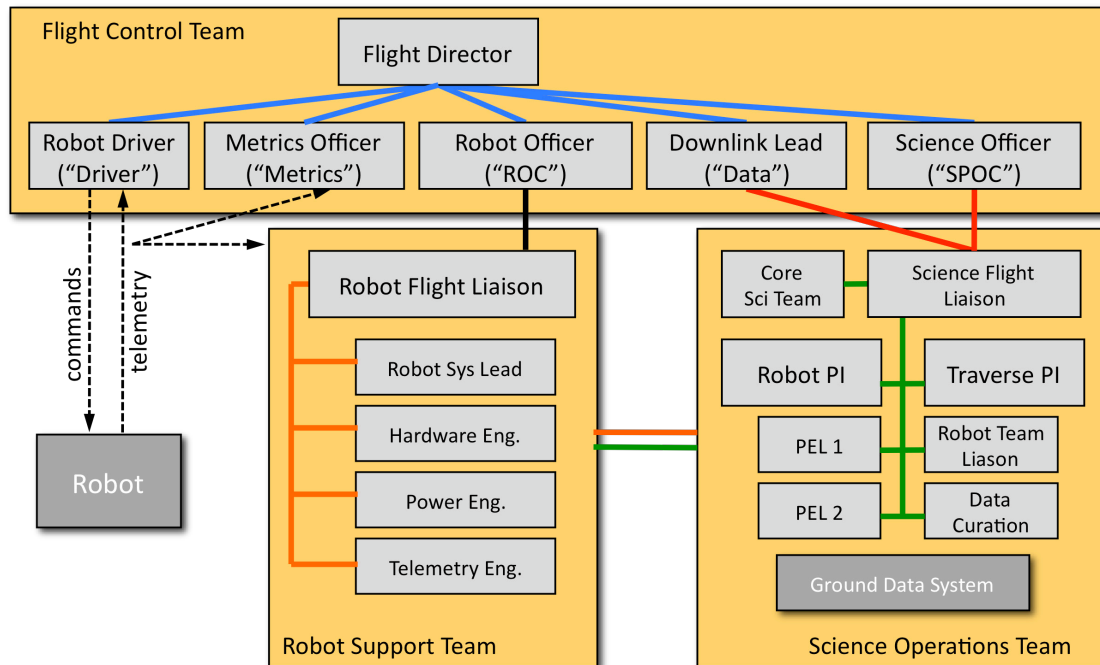 Flight Control Team
Flight Director
Robot Driver
(“Driver”)
Metrics Officer
(“Metrics”)
Robot Officer
(“ROC”)
Downlink Lead
(“Data”)
Science Officer
(“SPOC”)
commands
telemetry
Robot
Robot Flight Liaison
Robot Sys Lead
Hardware Eng.
Power Eng.
Telemetry Eng.
Robot Support Team
Core
Sci Team
Science Flight
Liaison
Robot PI
Traverse PI
PEL 1
Robot Team
Liason
PEL 2
Data
Curation
Ground Data System
Science Operations Team